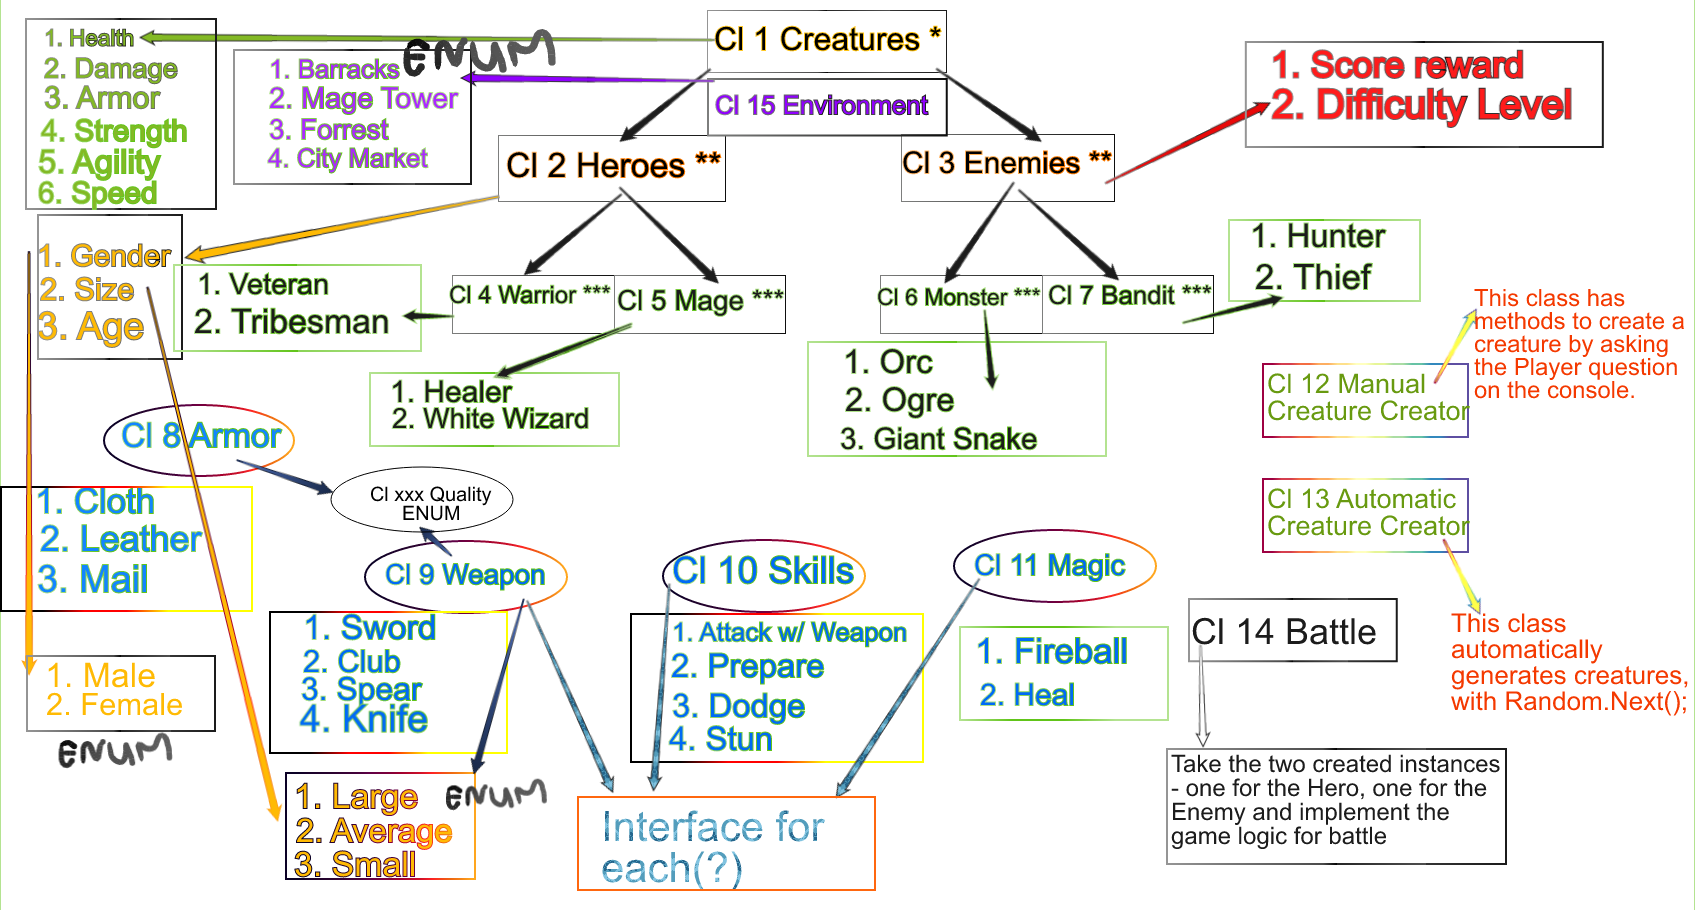 Cl 1 Creatures *
1. Health
2. Damage
3. Armor
4. Strength
5. Agility
6. Speed
ENUM
1. Barracks
2. Mage Tower
3. Forrest
4. City Market
Cl 15 Environment
1. Score reward
2. Difficulty Level
Cl 2 Heroes **
Cl 3 Enemies **
1. Gender
2. Size
3. Age
1. Veteran
2. Tribesman
Cl 4 Warrior ***
Cl 5 Mage ***
Cl 6 Monster ***
Cl 7 Bandit ***
1. Hunter
2. Thief
1. Healer
2. White Wizard
1. Orc
2. Ogre
3. Giant Snake
This class has
methods to create a
creature by asking
the Player question
on the console.
Cl 12 Manual
Creature Creator
Cl 8 Armor
Cl xxx Quality
ENUM
1. Cloth
2. Leather
3. Mail
Cl 9 Weapon
Cl 10 Skills
Cl 11 Magic
Cl 13 Automatic
Creature Creator
1. Sword
2. Club
3. Spear
4. Knife
1. Attack w/ Weapon
2. Prepare
3. Dodge
4. Stun
1. Fireball
2. Heal
Cl 14 Battle
This class
automatically
generates creatures,
with Random.Next();
1. Male
2. Female
ENUM
1. Large
2. Average
3. Small
ENUM
Interface for
each(?)
Take the two created instances
- one for the Hero, one for the
Enemy and implement the
game logic for battle